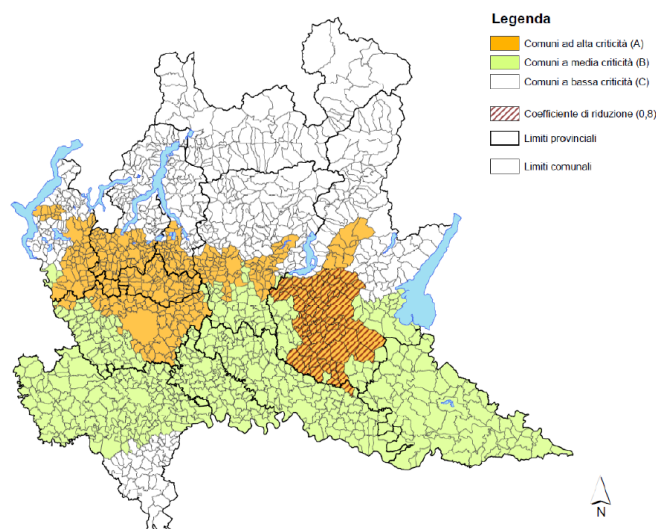 Legenda
Comuni ad alta criticità (A)
Comuni a media criticità (B)
Comuni a bassa criticità (C)
Coefficiente di riduzione (0,8)
Limiti provinciali
Limiti comunali
N